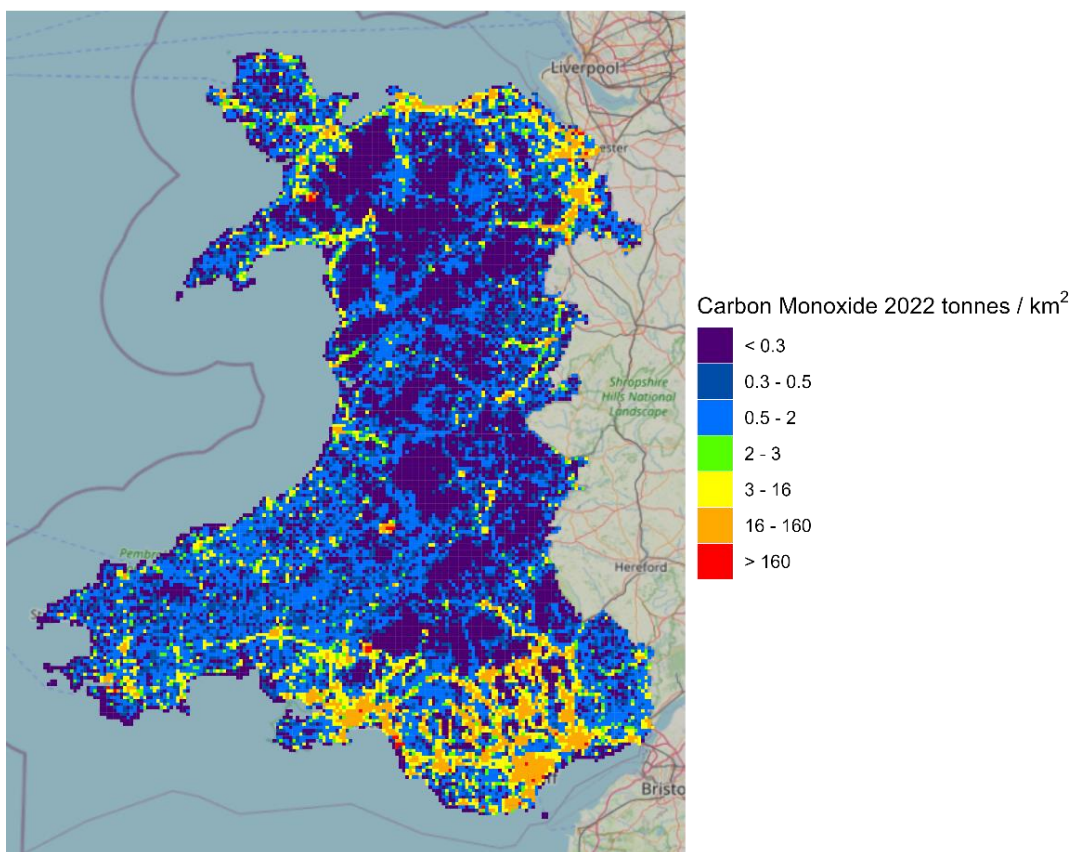 Liverpool
ester
Shropshire
Hills National
Landscape
Pembro
Hereford
Bristo
Carbon Monoxide 2022 tonnes / km²
< 0.3
0.3 - 0.5
0.5 - 2
2 - 3
3 - 16
16 - 160
> 160